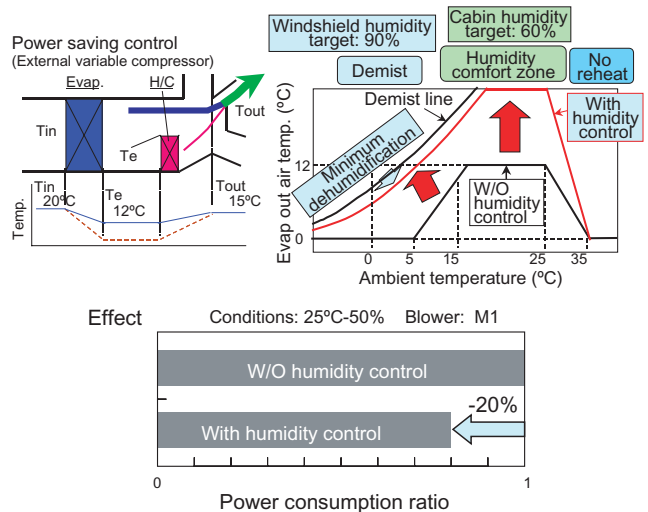 Power saving control
(External variable compressor)
Evap.
H/C
Tin
Te
Tout
Tin
20ºC
Te
12ºC
Tout
15ºC
Temp.
Windshield humidity
target: 90%
Cabin humidity
target: 60%
Demist
Humidity
comfort zone
No
reheat
Demist line
With
humidity
control
Minimum
dehumidification
W/O
humidity
control
Evap out air temp. (ºC)
12
0
0
5
15
25
35
Ambient temperature (ºC)
Effect
Conditions: 25ºC-50% Blower: M1
W/O humidity control
With humidity control
-20%
0
1
Power consumption ratio